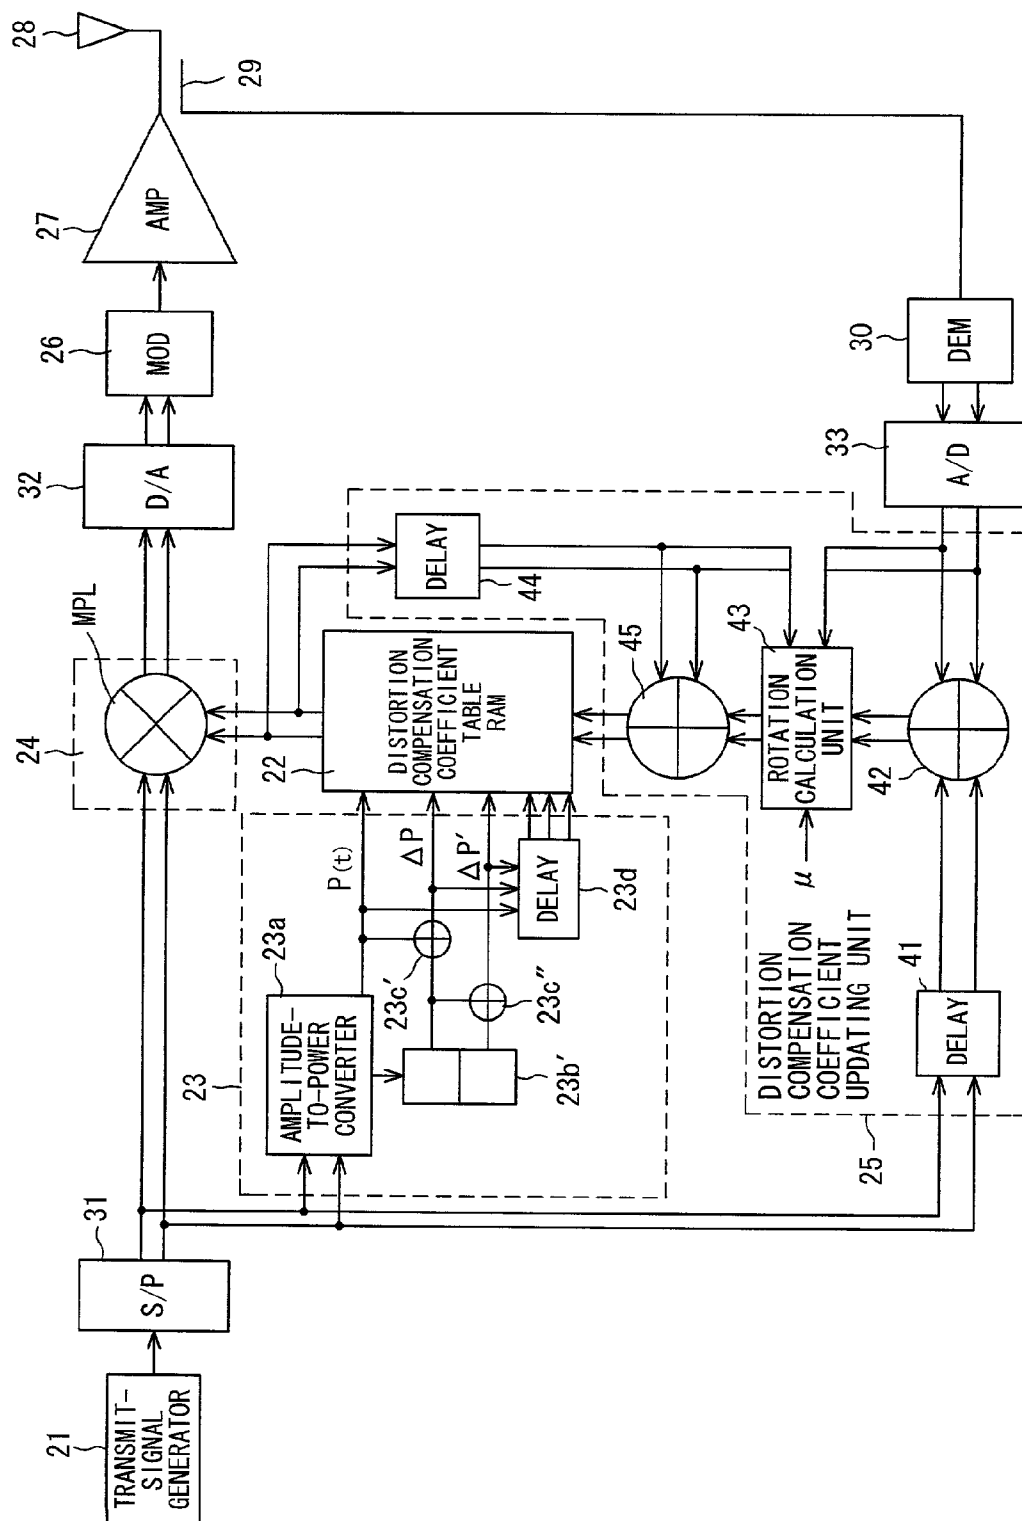 21
TRANSMIT-
SIGNAL
GENERATOR
31
S/P
24
MPL
32
D/A
26
MOD
27
AMP
28
29
23
23a
AMPLITUDE-
TO-POWER
CONVERTER
P(t)
ΔP
ΔP'
23c'
23c''
23b'
DELAY
23d
22
DISTORTION
COMPENSATION
COEFFICIENT
TABLE
RAM
DELAY
44
45
43
ROTATION
CALCULATION
UNIT
μ
42
DISTORTION
COMPENSATION
COEFFICIENT
UPDATING UNIT
25
41
DELAY
33
A/D
30
DEM